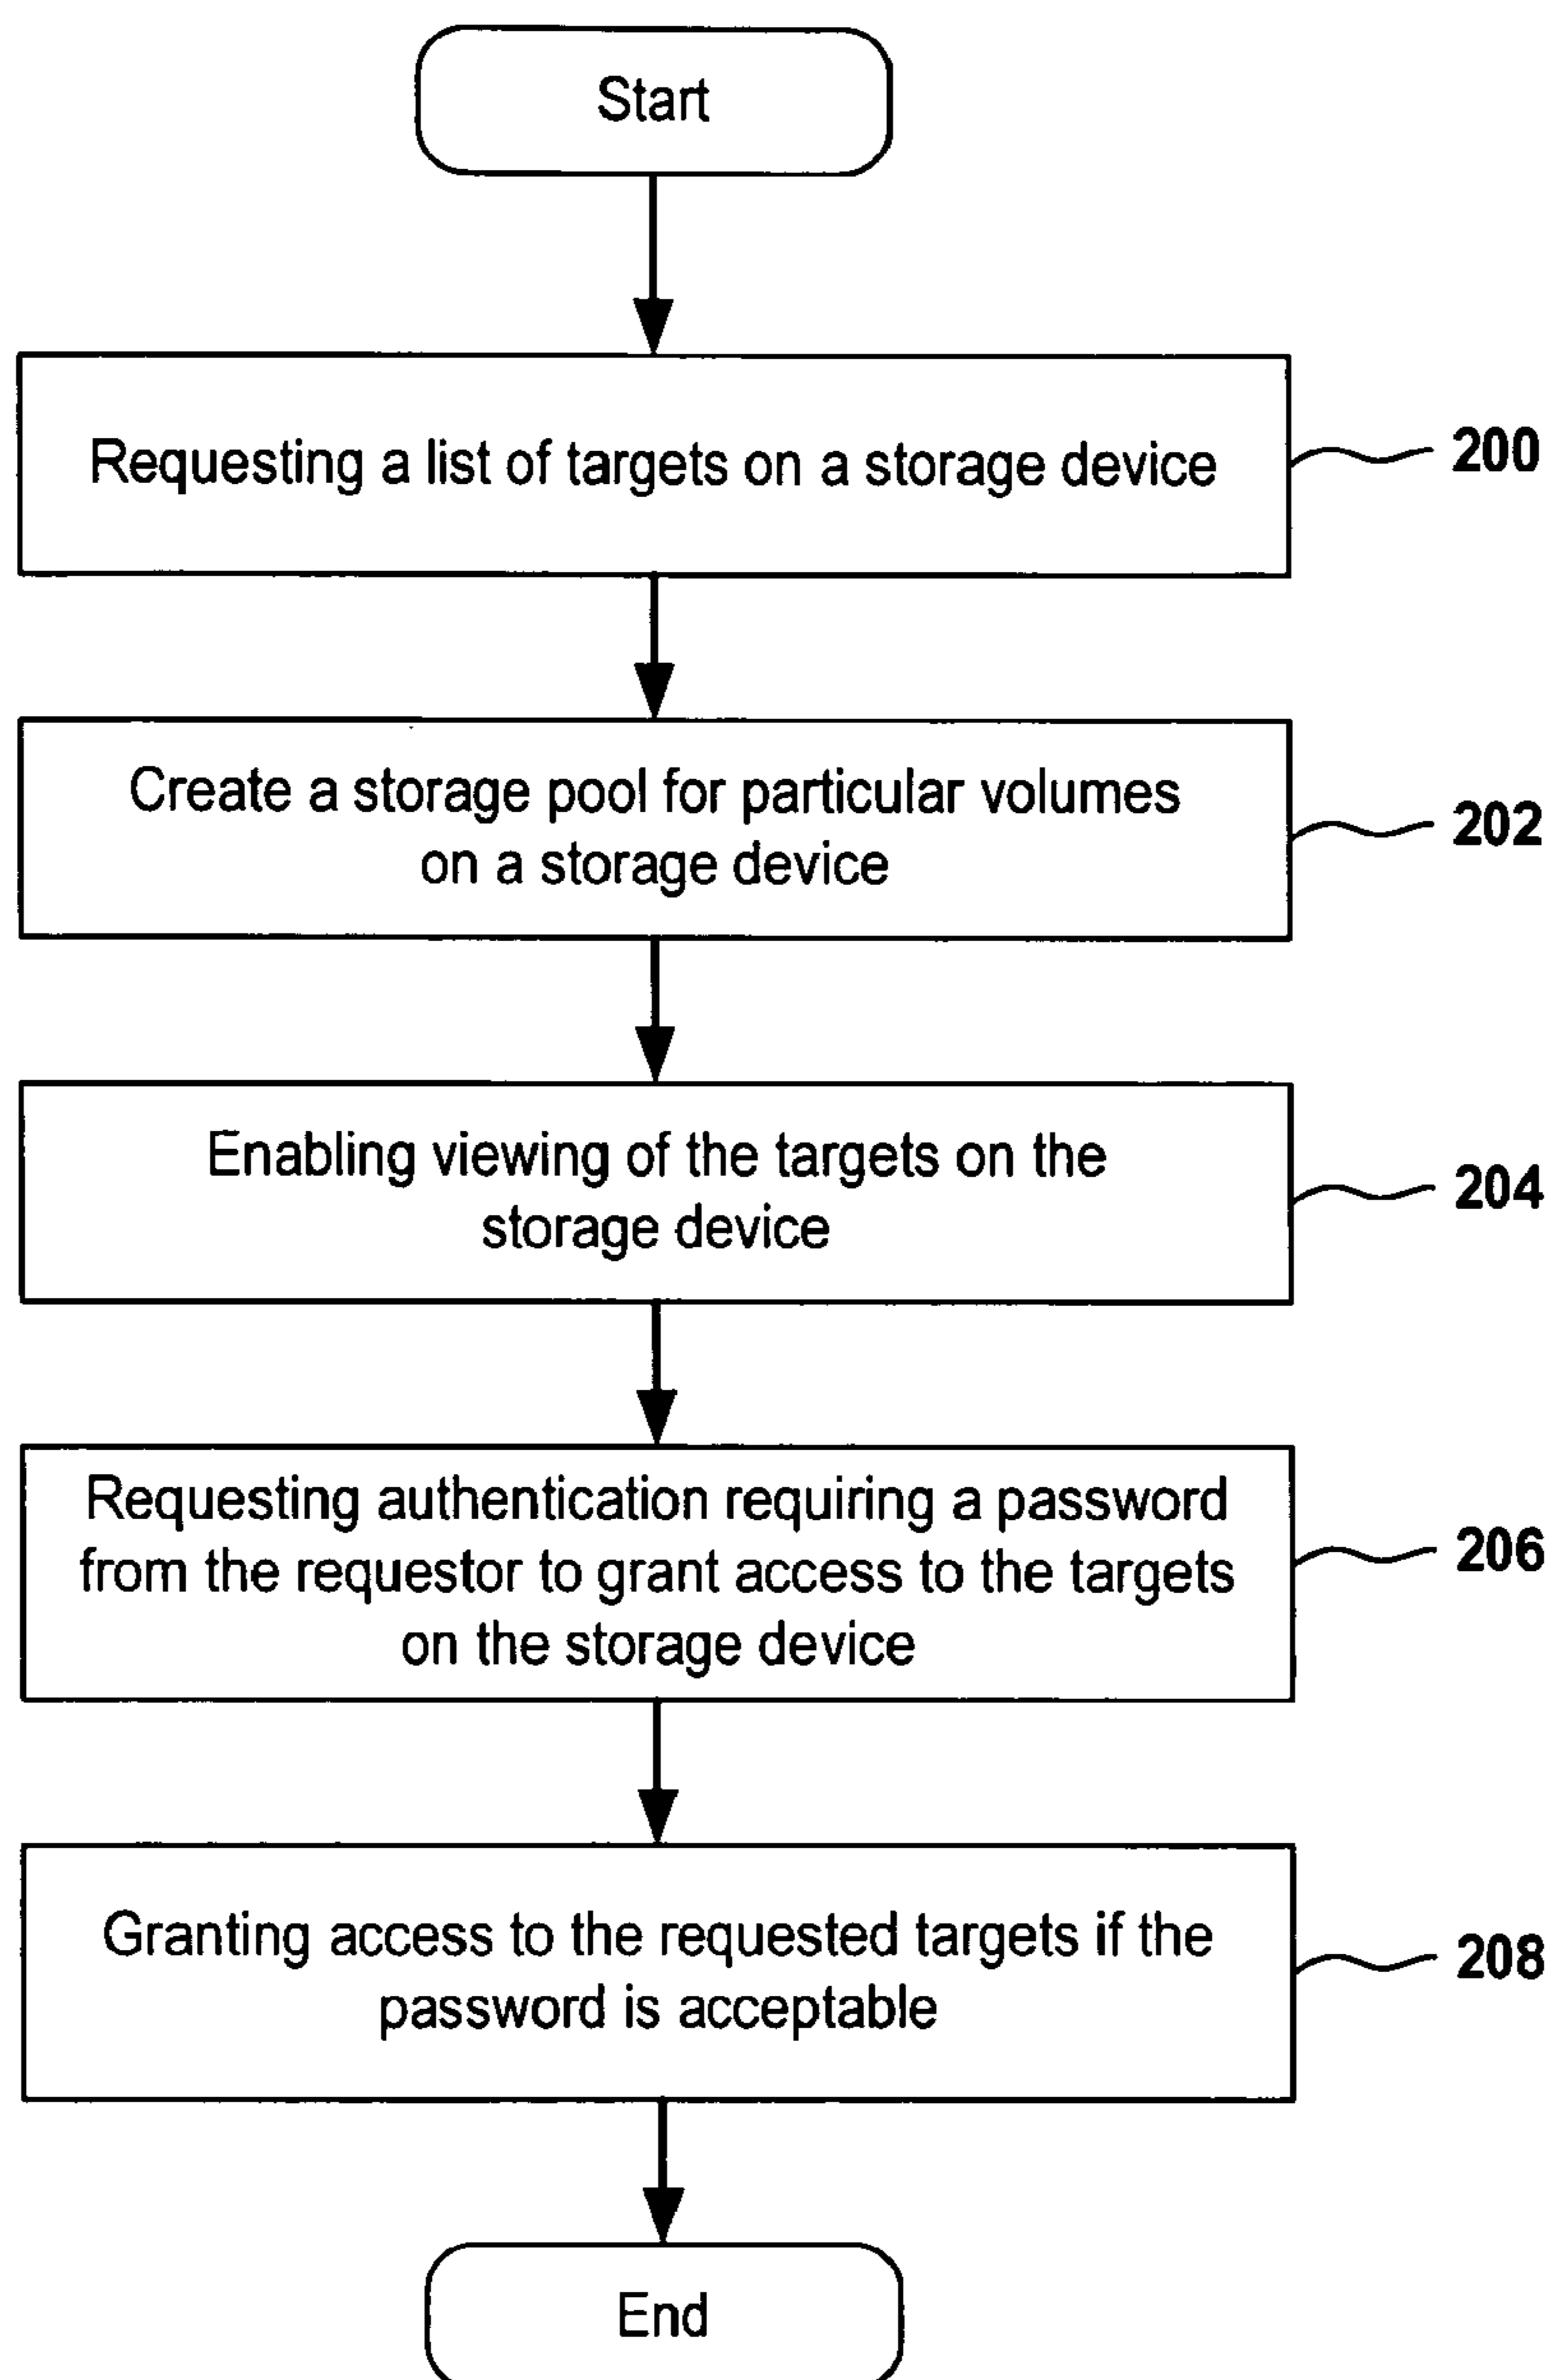 Start
Requesting a list of targets on a storage device
200
Create a storage pool for particular volumes
on a storage device
202
Enabling viewing of the targets on the
storage device
204
Requesting authentication requiring a password
from the requestor to grant access to the targets
on the storage device
206
Granting access to the requested targets if the
password is acceptable
208
End